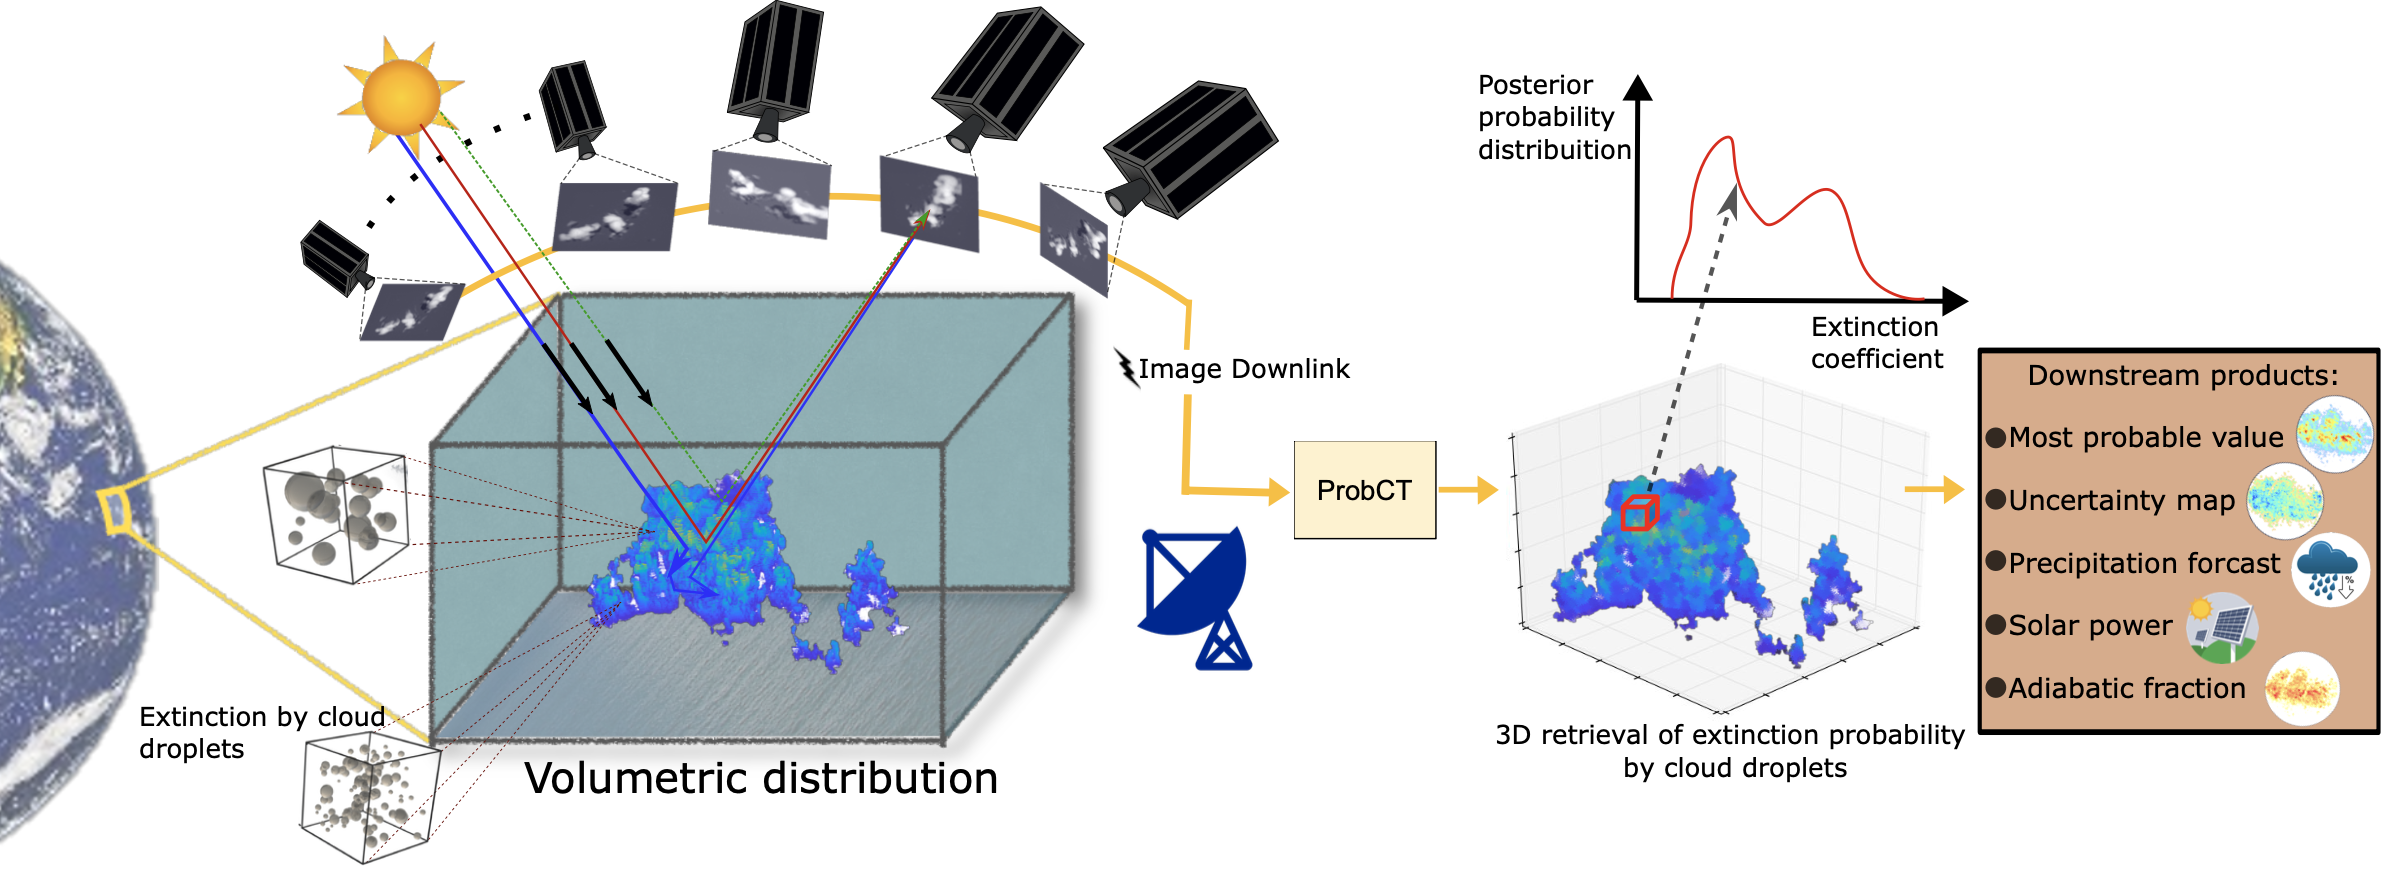 Posterior
probability
distribuition
Extinction
coefficient
Image Downlink
ProbCT
Downstream products:
Most probable value
Uncertainty map
Precipitation forcast
%
Solar power
Adiabatic fraction
Extinction by cloud
droplets
Volumetric distribution
3D retrieval of extinction probability
by cloud droplets